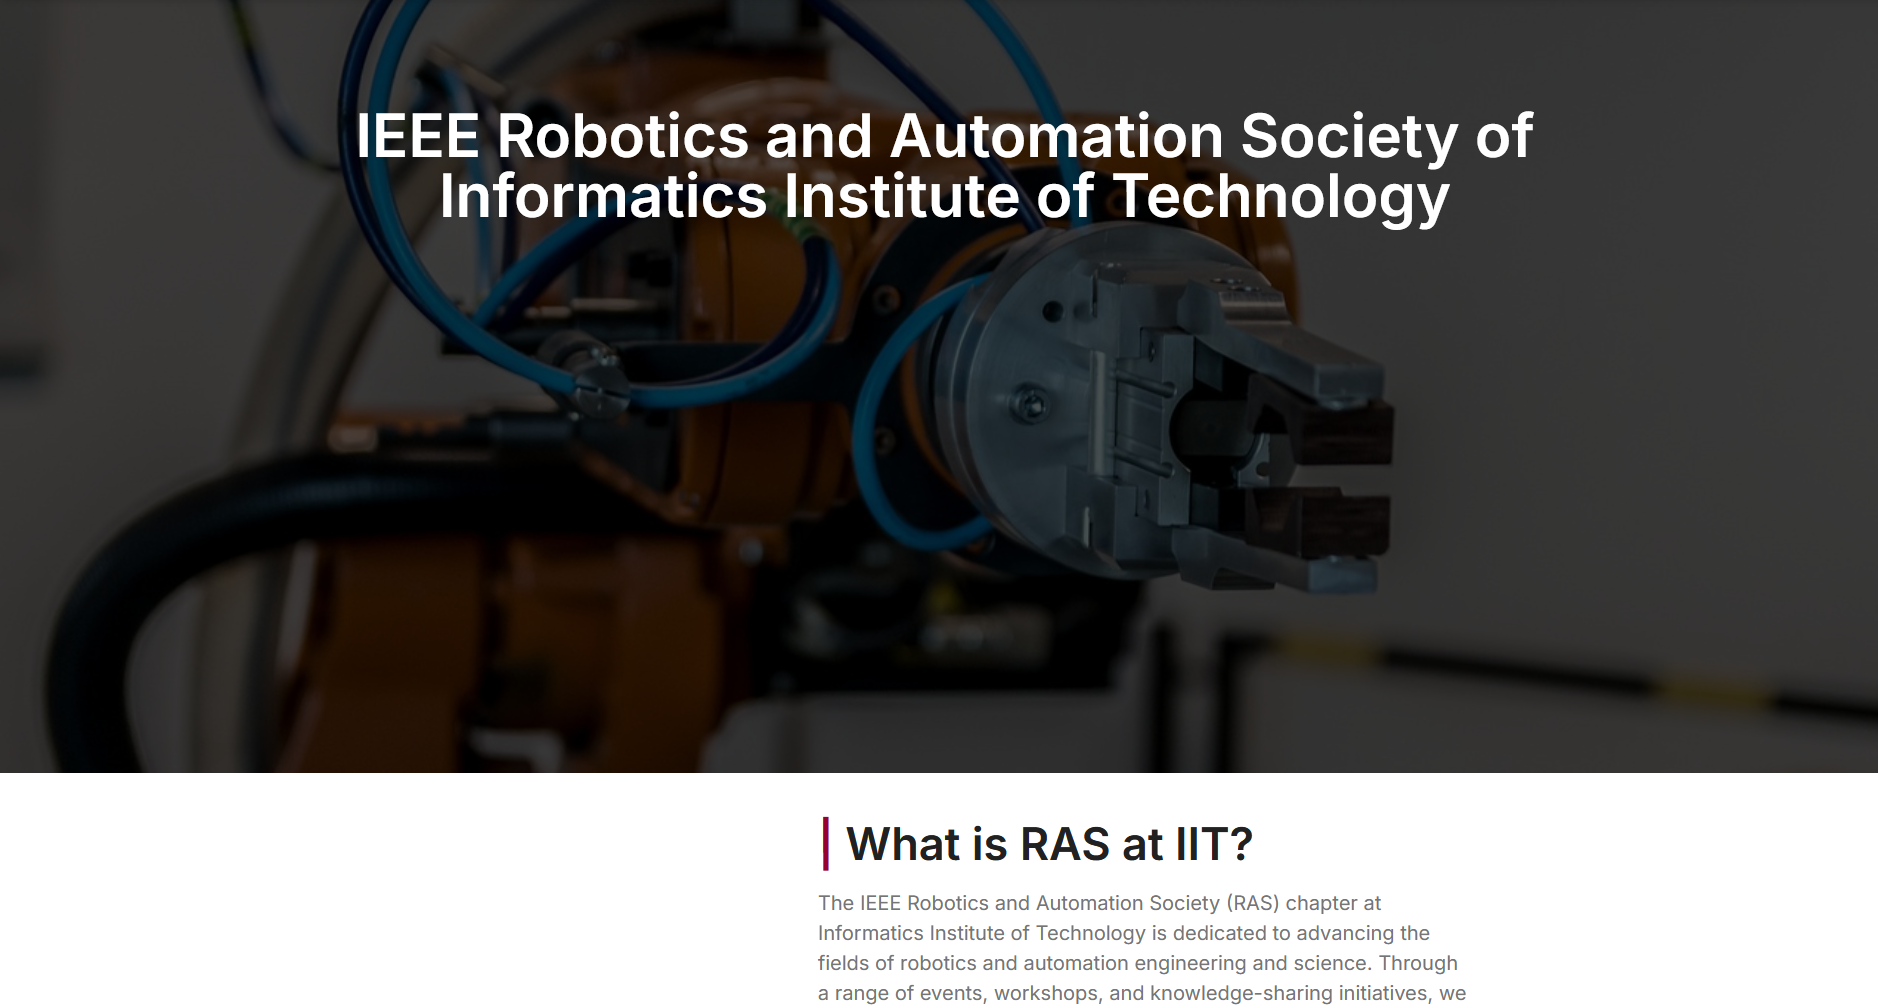 IEEE Robotics and Automation Society of
Informatics Institute of Technology
What is RAS at IIT?
The IEEE Robotics and Automation Society (RAS) chapter at
Informatics Institute of Technology is dedicated to advancing the
fields of robotics and automation engineering and science. Through
a range of events, workshops, and knowledge-sharing initiatives, we